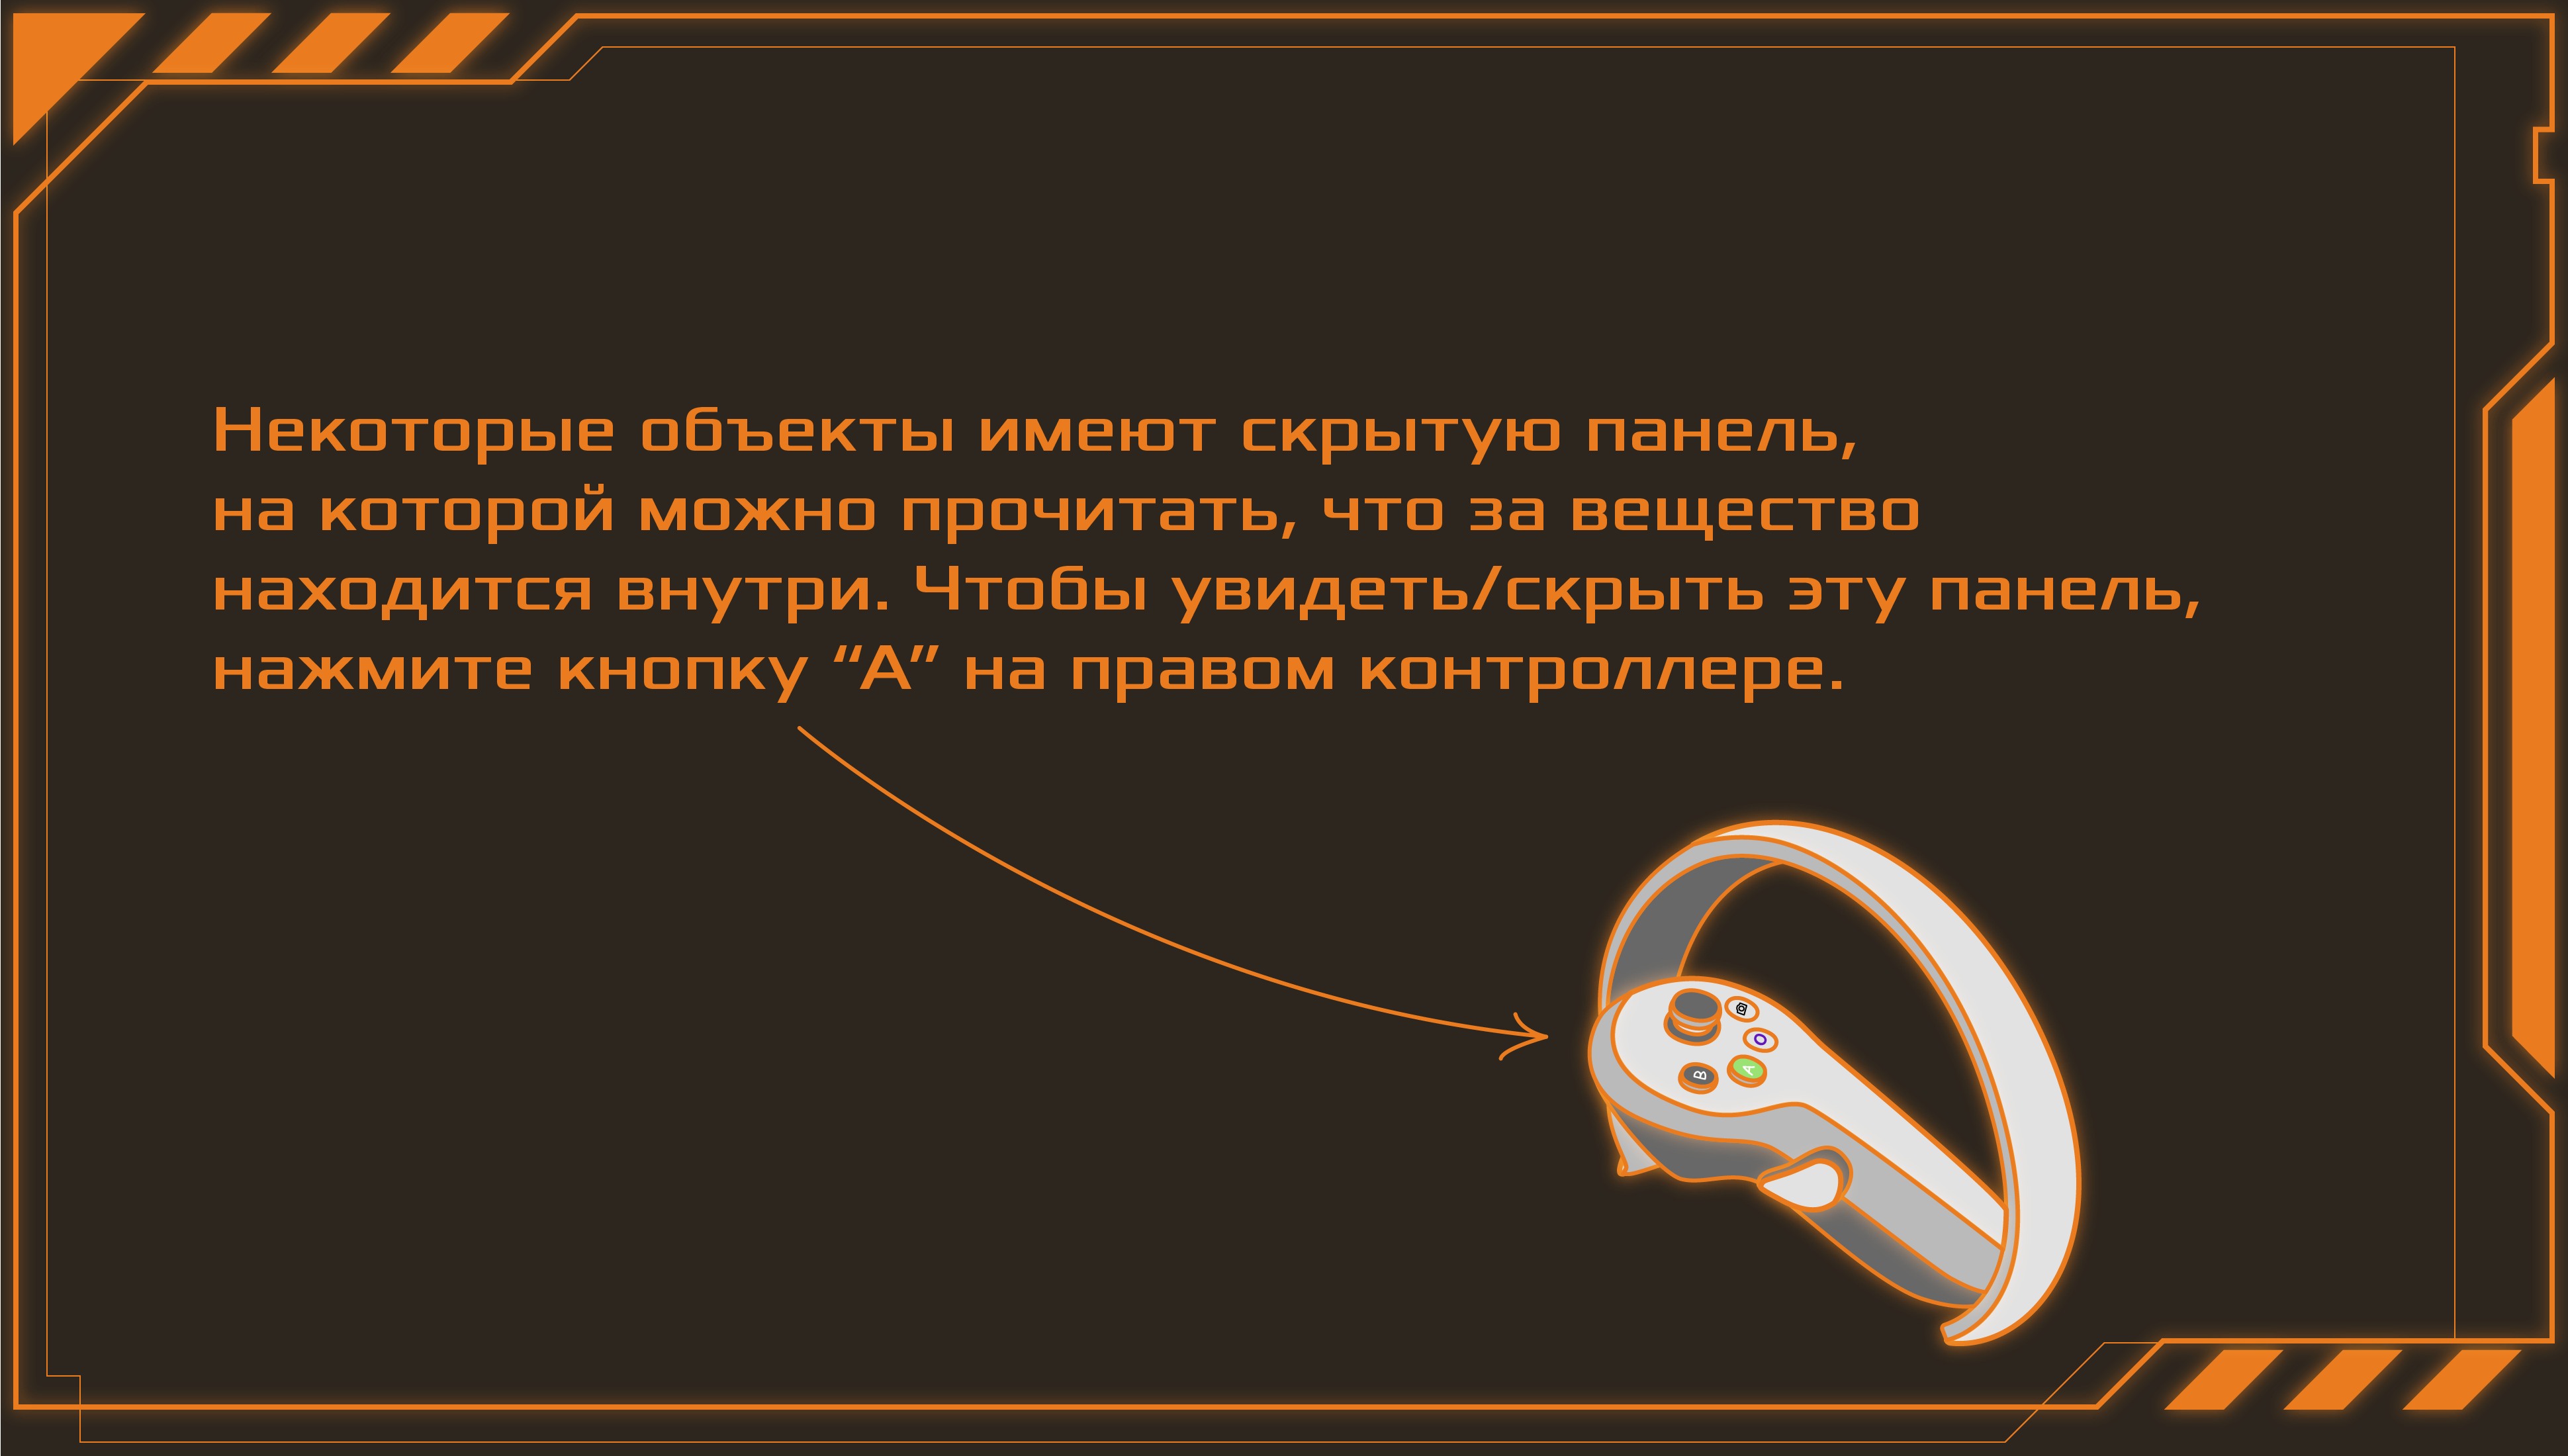 Некоторые объекты имеют скрытую панель,
на которой можно прочитать, что за вещество
находится внутри. Чтобы увидеть/скрыть эту панель,
нажмите кнопку “А” на правом контроллере.
B
A